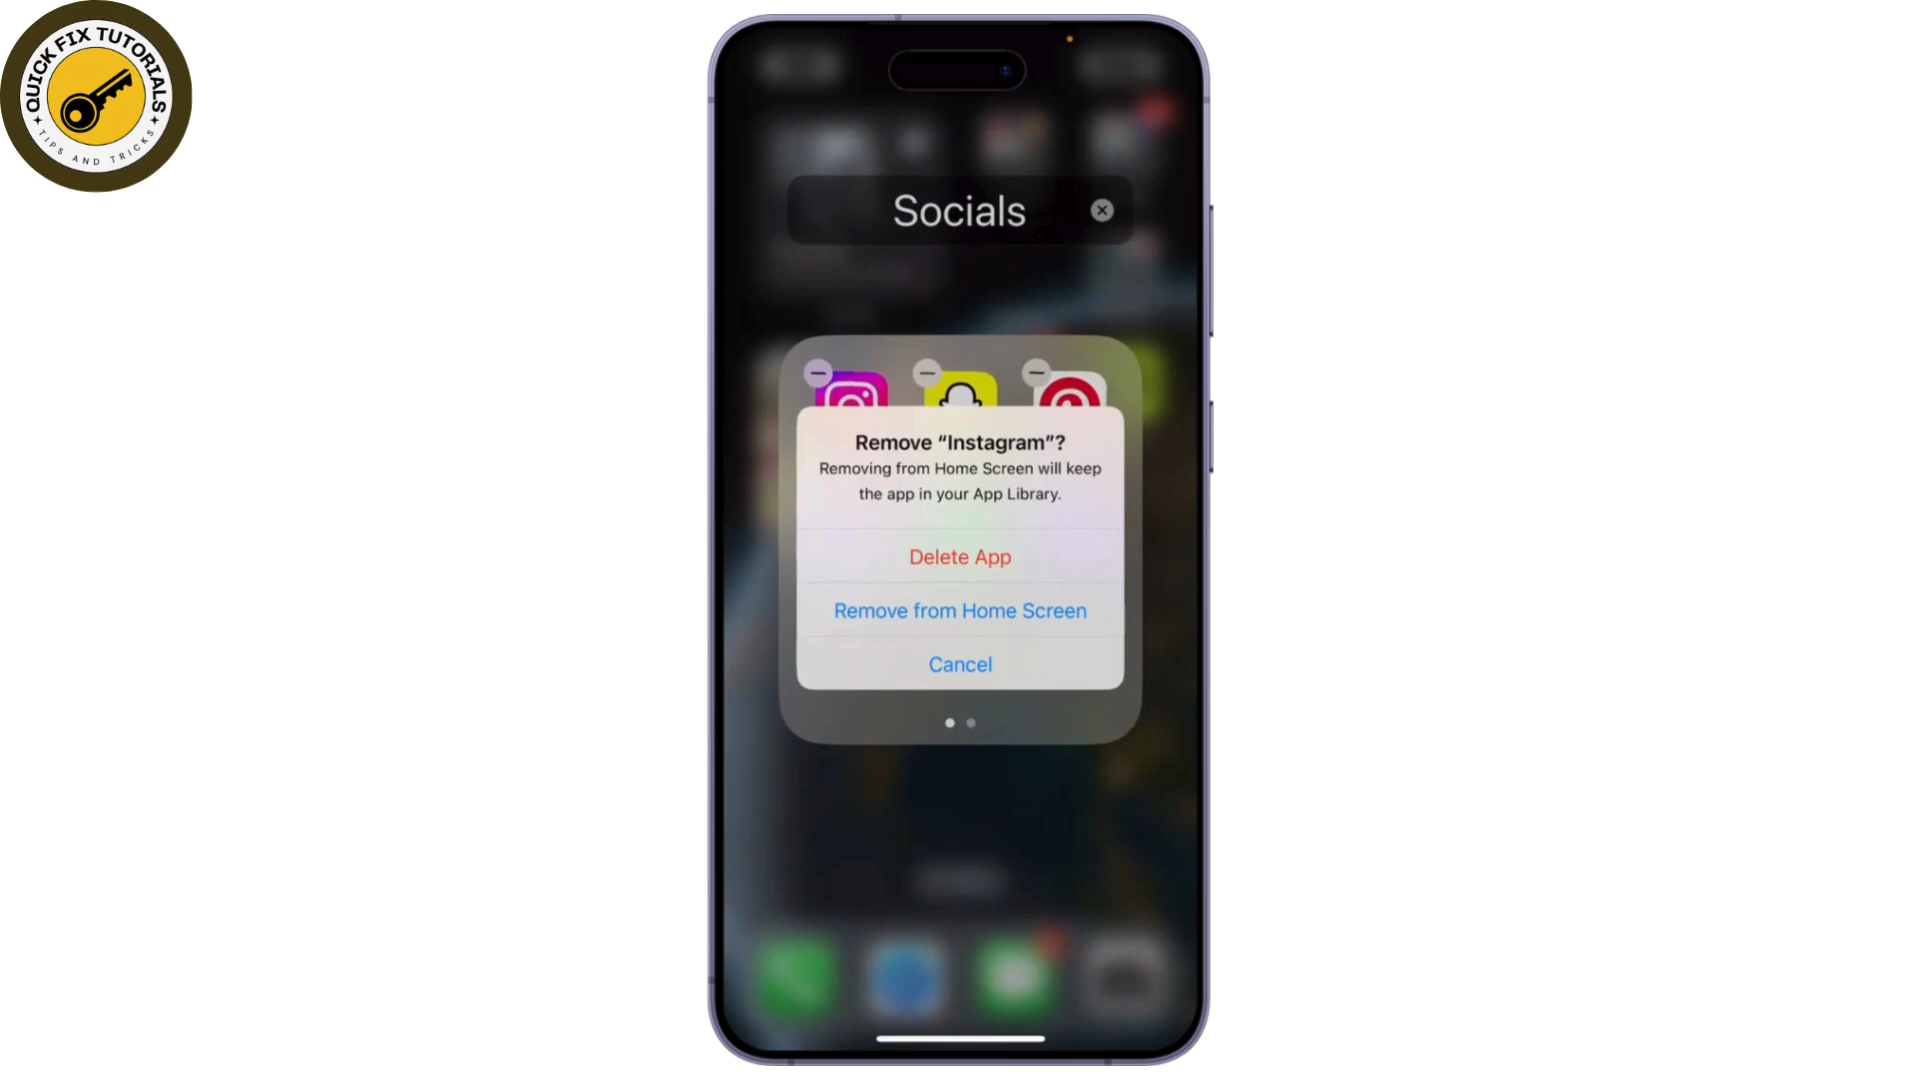 QUICK FIX TUTORIALS
TIPS AND TRICKS
Socials
Remove “Instagram”?
Removing from Home Screen will keep
the app in your App Library.
Delete App
Remove from Home Screen
Cancel